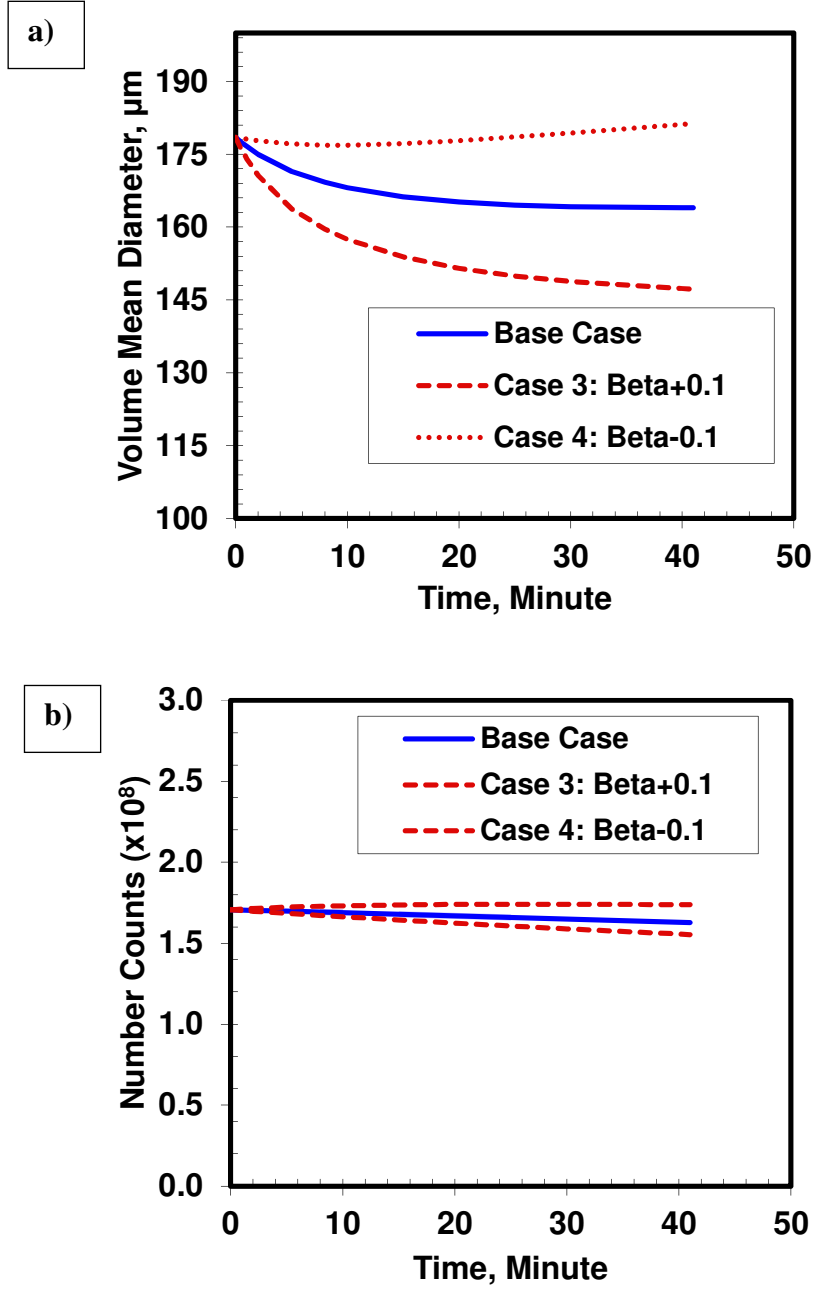 a)
Volume Mean Diameter, µm
190
175
160
145
130
115
100
0 10 20 30 40 50
Time, Minute
Base Case
Case 3: Beta+0.1
Case 4: Beta-0.1
b)
Number Counts (x10⁸)
3.0
2.5
2.0
1.5
1.0
0.5
0.0
0 10 20 30 40 50
Time, Minute
Base Case
Case 3: Beta+0.1
Case 4: Beta-0.1